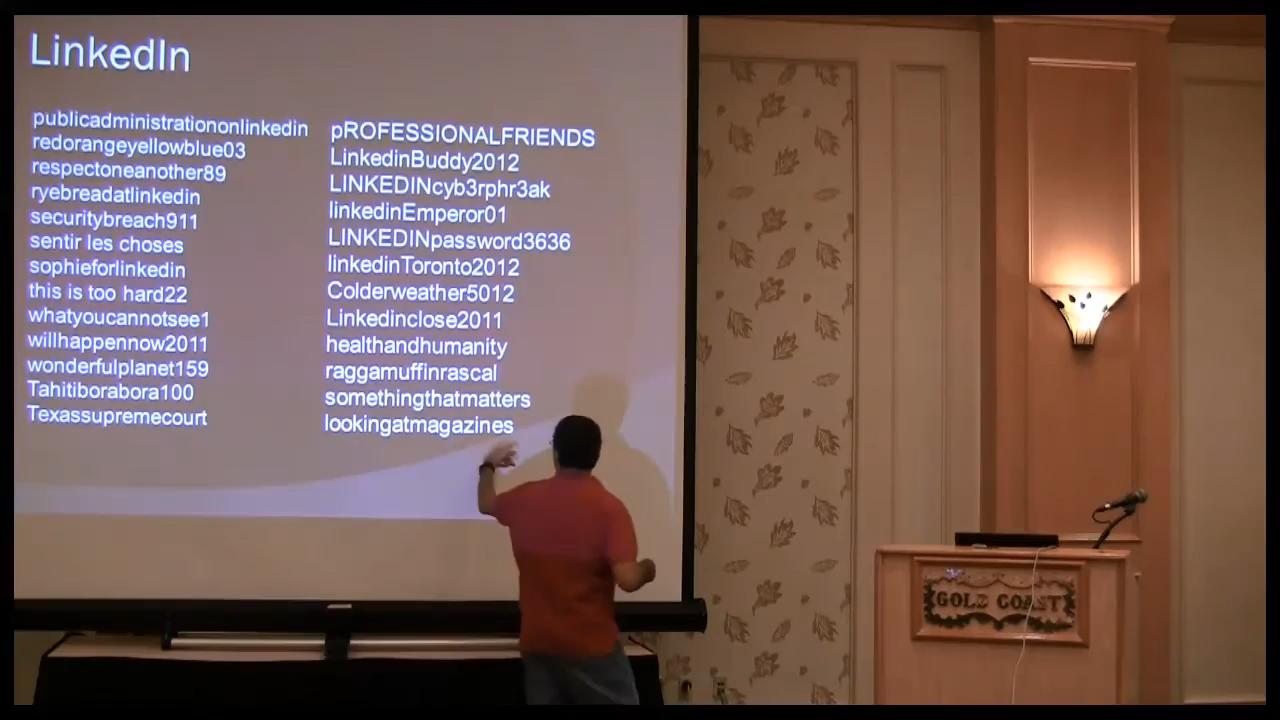 LinkedIn
publicadministrationonlinkedin
redorangeyellowblue03
respectoneanother89
ryebreadatlinkedin
securitybreach911
sentir les choses
sophieforlinkedin
this is too hard22
whatyoucannotsee1
willhappennow2011
wonderfulplanet159
Tahitiborabora100
Texassupremecourt
pROFESSIONALFRIENDS
LinkedinBuddy2012
LINKEDINcyb3rphr3ak
linkedinEmperor01
LINKEDINpassword3636
linkedinToronto2012
Colderweather5012
Linkedinclose2011
healthandhumanity
raggamuffinrascal
somethingthatmatters
lookingatmagazines
GOLD COAST